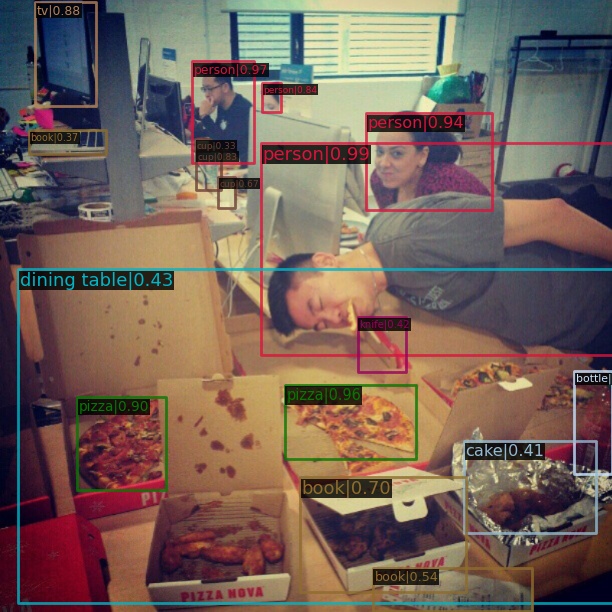 tv|0.88
person|0.97
person|0.84
person|0.94
book|0.37
cup|0.33
cup|0.83
person|0.99
cup|0.67
dining table|0.43
knife|0.42
bottle|
pizza|0.90
pizza|0.96
cake|0.41
book|0.70
book|0.54
PIZZA NOVA